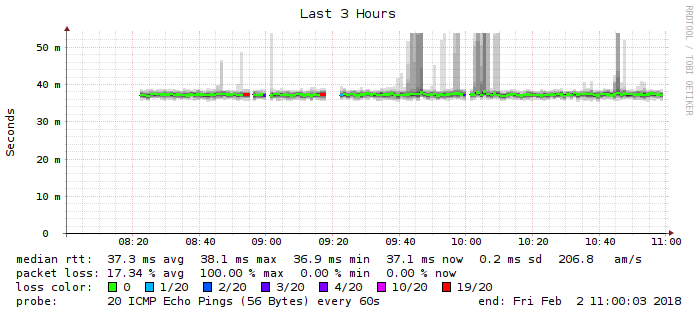 Last 3 Hours
RRDTOOL / TOBI OETIKER
Seconds
50 m
40 m
30 m
20 m
10 m
0
08:20 08:40 09:00 09:20 09:40 10:00 10:20 10:40 11:00
median rtt: 37.3 ms avg 38.1 ms max 36.9 ms min 37.1 ms now 0.2 ms sd 206.8 am/s
packet loss: 17.34 % avg 100.00 % max 0.00 % min 0.00 % now
loss color: 0 1/20 2/20 3/20 4/20 10/20 19/20
probe: 20 ICMP Echo Pings (56 Bytes) every 60s end: Fri Feb 2 11:00:03 2018